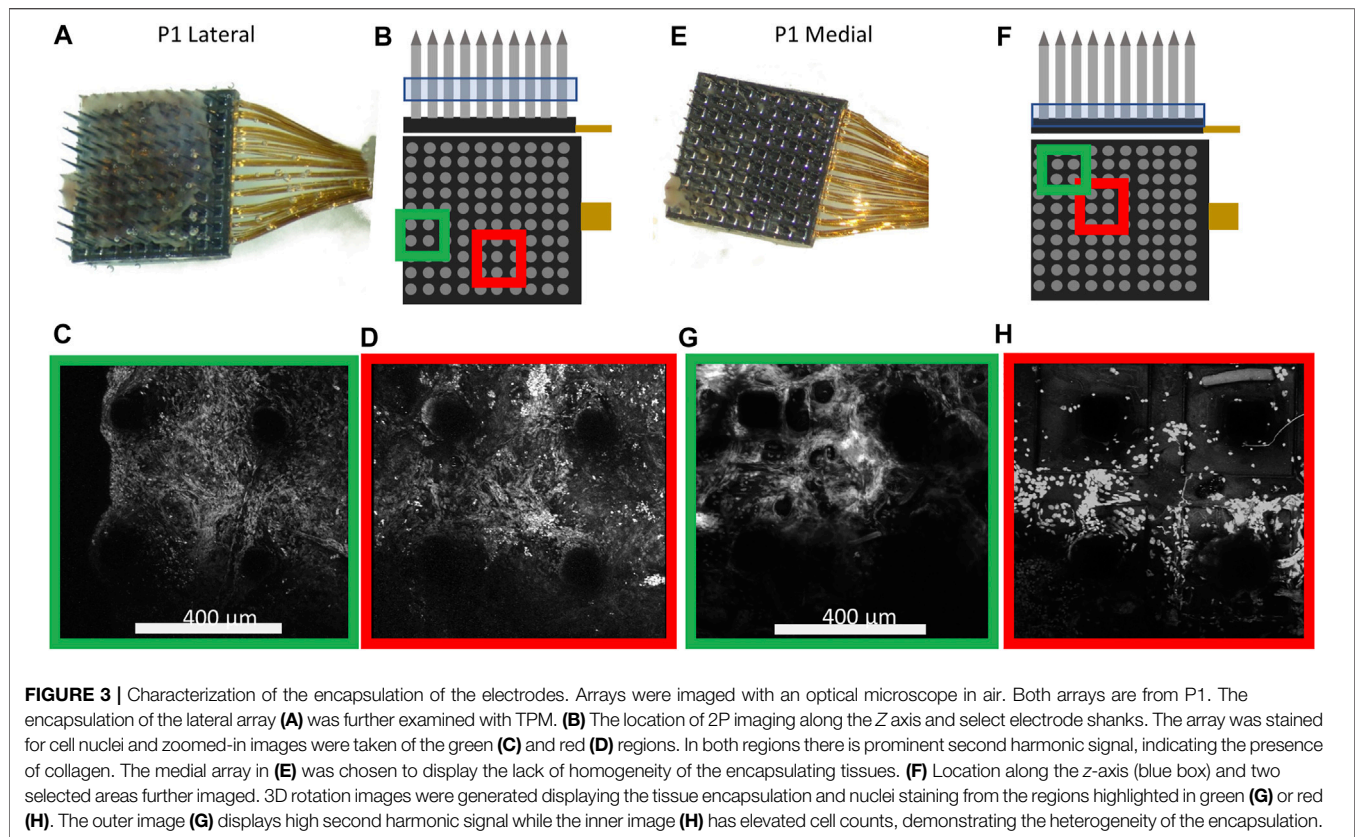 A
P1 Lateral
B
E
P1 Medial
F
C
D
G
H
400 µm
400 µm
FIGURE 3 | Characterization of the encapsulation of the electrodes. Arrays were imaged with an optical microscope in air. Both arrays are from P1. The
encapsulation of the lateral array (A) was further examined with TPM. (B) The location of 2P imaging along the Z axis and select electrode shanks. The array was stained
for cell nuclei and zoomed-in images were taken of the green (C) and red (D) regions. In both regions there is prominent second harmonic signal, indicating the presence
of collagen. The medial array in (E) was chosen to display the lack of homogeneity of the encapsulating tissues. (F) Location along the z-axis (blue box) and two
selected areas further imaged. 3D rotation images were generated displaying the tissue encapsulation and nuclei staining from the regions highlighted in green (G) or red
(H). The outer image (G) displays high second harmonic signal while the inner image (H) has elevated cell counts, demonstrating the heterogeneity of the encapsulation.